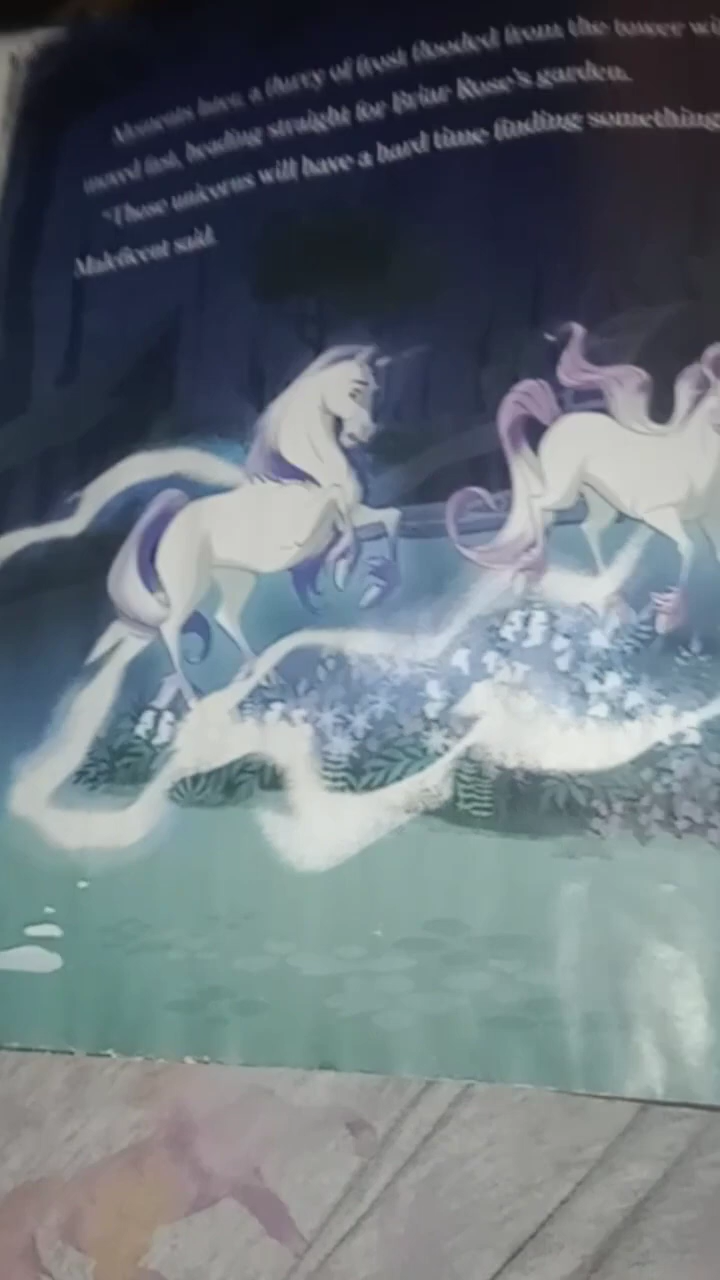 Moments later, a flurry of frost flooded from the tower
moved fast, heading straight for Briar Rose's garden.
"Those unicorns will have a hard time finding something
Maleficent said.